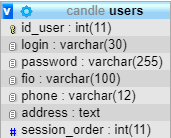 v candle users
id_user : int(11)
login : varchar(30)
password : varchar(255)
fio : varchar(100)
phone : varchar(12)
address : text
# session_order : int(11)